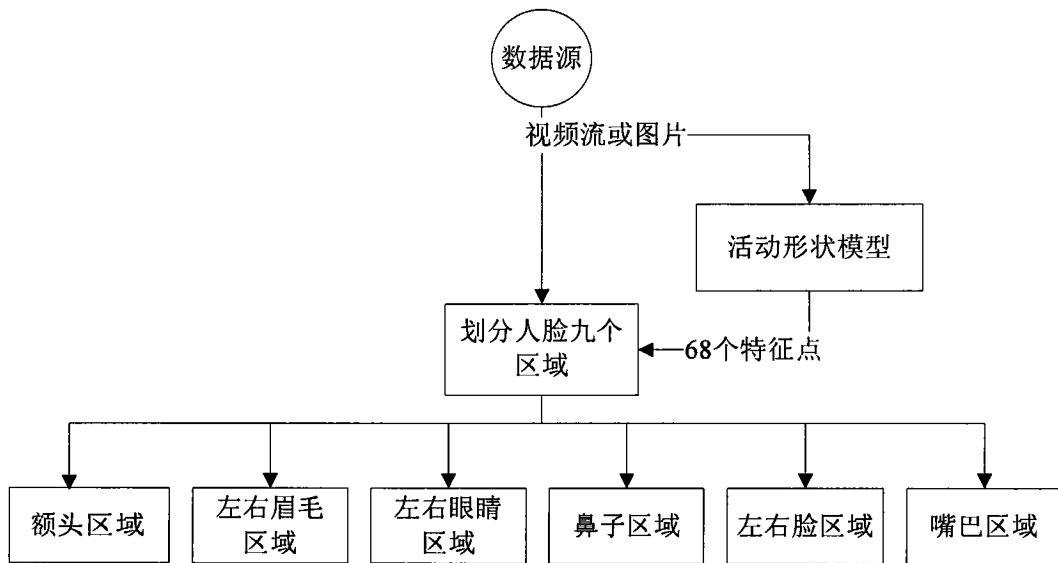 数据源
视频流或图片
活动形状模型
划分人脸九个
区域
68个特征点
额头区域
左右眉毛
区域
左右眼睛
区域
鼻子区域
左右脸区域
嘴巴区域